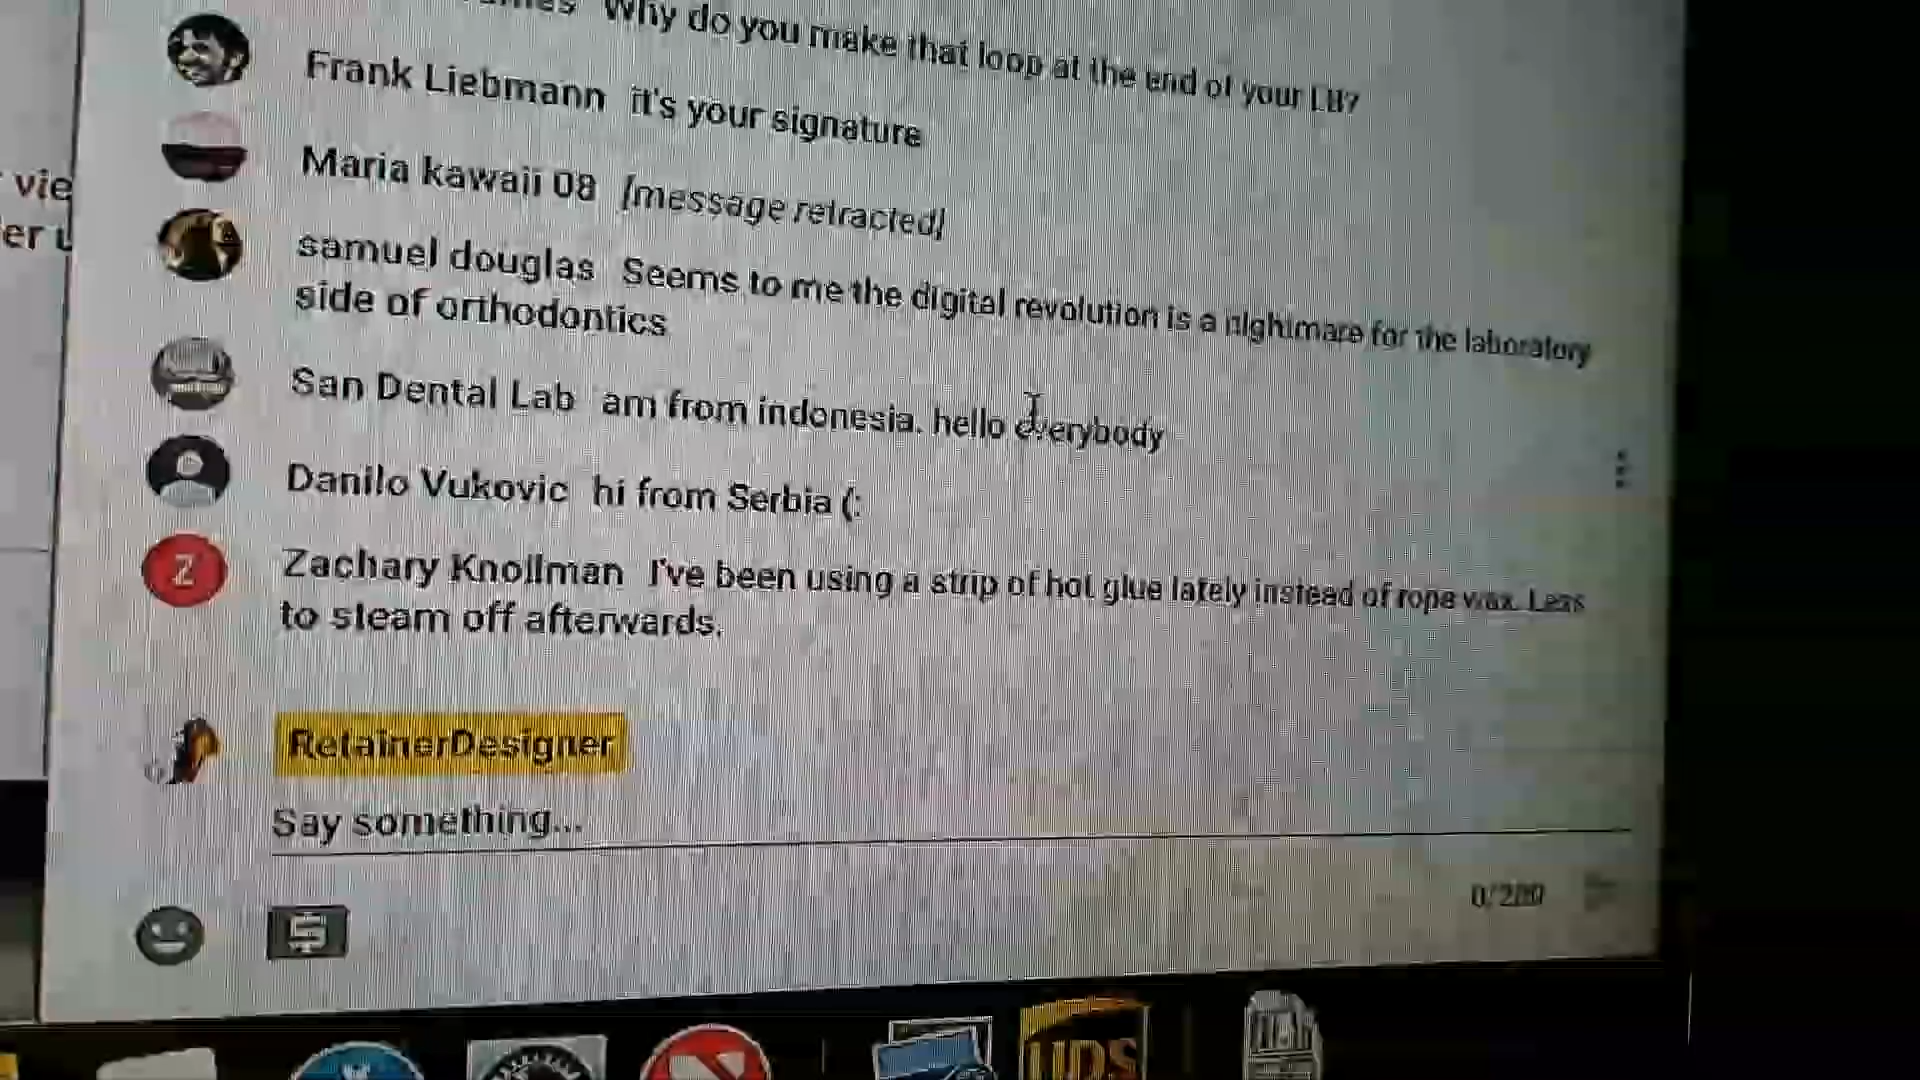 Why do you make that loop at the end of your LB?
Frank Liebmann it's your signature
vie
Maria kawaii 08 [message retracted]
er u
samuel douglas Seems to me the digital revolution is a nightmare for the laboratory
side of orthodontics
San Dental Lab am from indonesia. hello everybody
Danilo Vukovic hi from Serbia (:
Z
Zachary Knollman I've been using a strip of hot glue lately instead of rope wax. Less
to steam off afterwards.
RetainerDesigner
Say something...
0/200
UPS